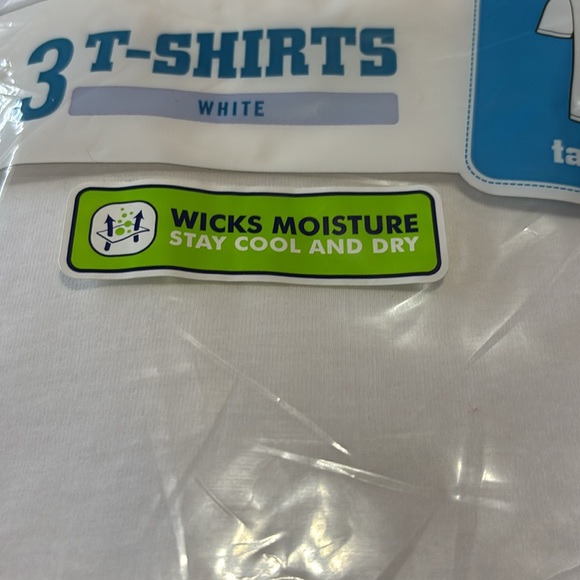 3 T-SHIRTS
WHITE
WICKS MOISTURE
STAY COOL AND DRY